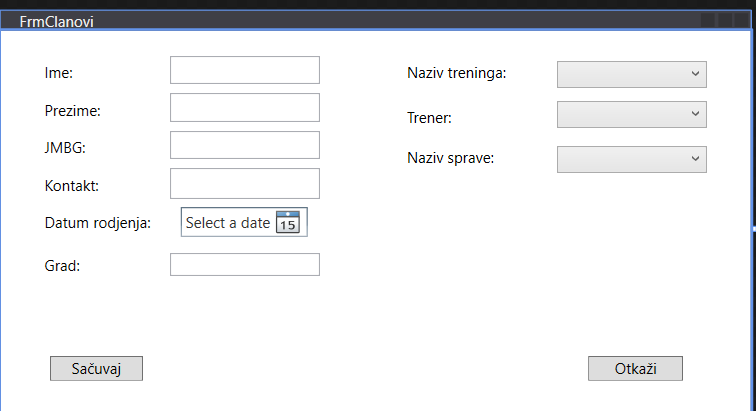 FrmClanovi
Ime:
Prezime:
JMBG:
Kontakt:
Datum rodjenja:
Select a date
15
Grad:
Naziv treninga:
Trener:
Naziv sprave:
Sačuvaj
Otkaži